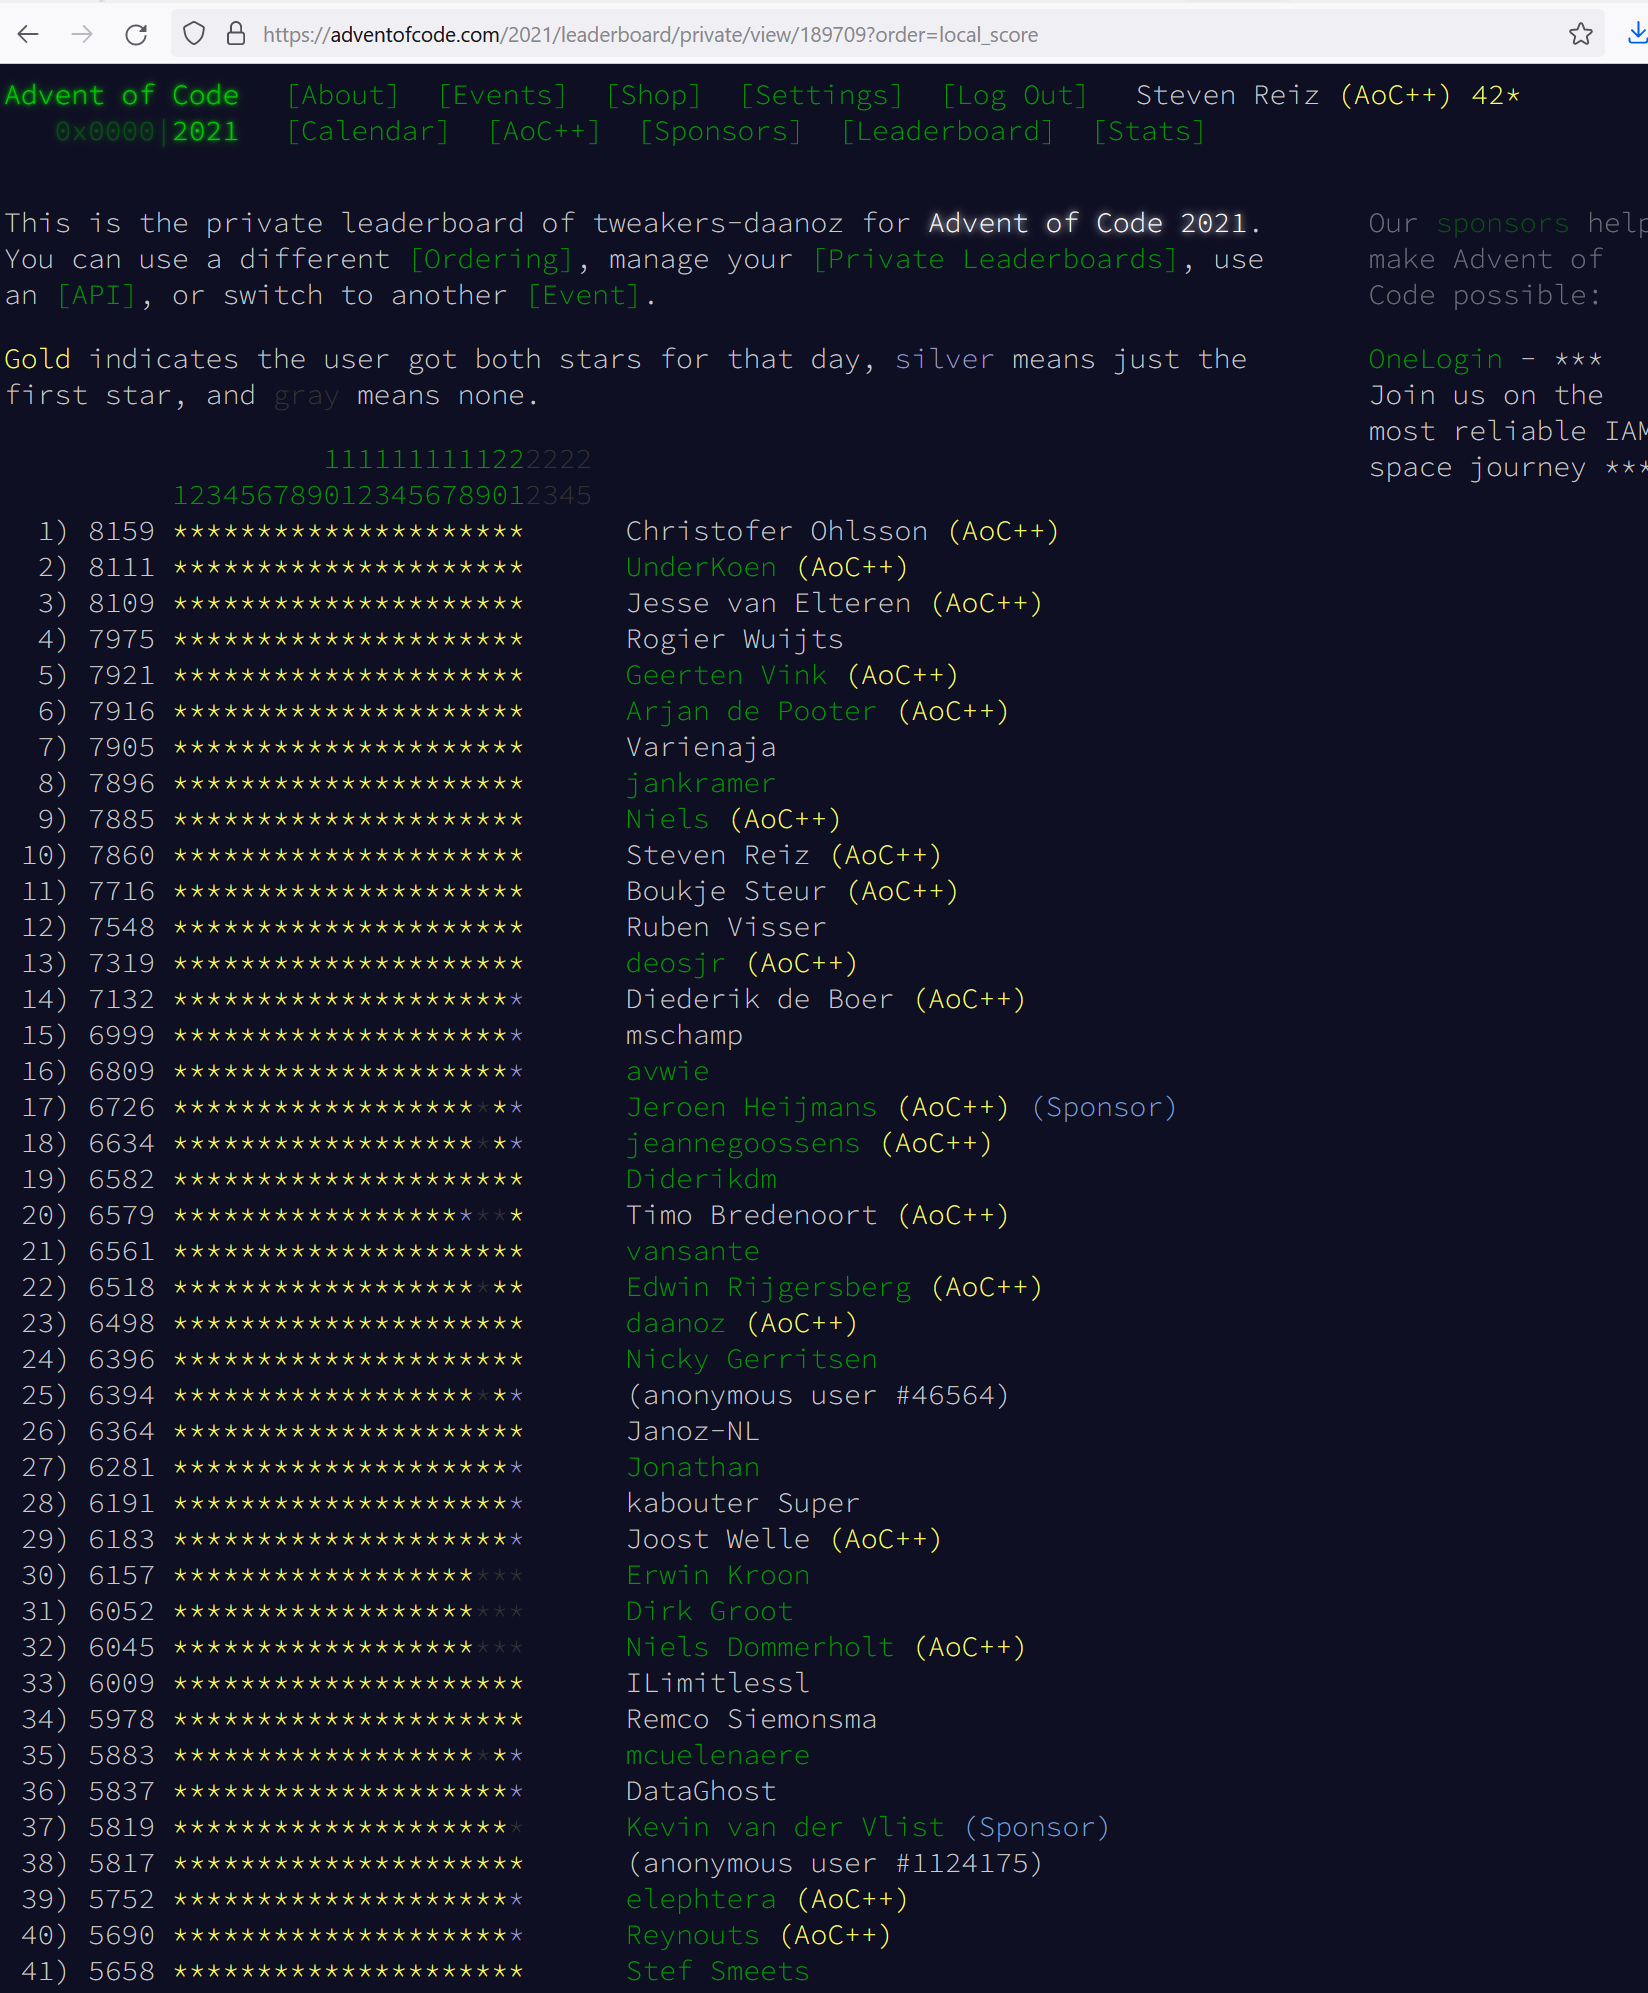 https://adventofcode.com/2021/leaderboard/private/view/189709?order=local_score
Advent of Code [About] [Events] [Shop] [Settings] [Log Out] Steven Reiz (AoC++) 42*
0x0000|2021 [Calendar] [AoC++] [Sponsors] [Leaderboard] [Stats]
This is the private leaderboard of tweakers-daanoz for Advent of Code 2021.
You can use a different [Ordering], manage your [Private Leaderboards], use
an [API], or switch to another [Event].
Gold indicates the user got both stars for that day, silver means just the
first star, and gray means none.
1111111111222222
1234567890123456789012345
1) 8159 ********************* Christofer Ohlsson (AoC++)
2) 8111 ********************* UnderKoen (AoC++)
3) 8109 ********************* Jesse van Elteren (AoC++)
4) 7975 ********************* Rogier Wuijts
5) 7921 ********************* Geerten Vink (AoC++)
6) 7916 ********************* Arjan de Pooter (AoC++)
7) 7905 ********************* Varienaja
8) 7896 ********************* jankramer
9) 7885 ********************* Niels (AoC++)
10) 7860 ********************* Steven Reiz (AoC++)
11) 7716 ********************* Boukje Steur (AoC++)
12) 7548 ********************* Ruben Visser
13) 7319 ********************* deosjr (AoC++)
14) 7132 ********************* Diederik de Boer (AoC++)
15) 6999 ********************* mschamp
16) 6809 ********************* avwie
17) 6726 ********************* Jeroen Heijmans (AoC++) (Sponsor)
18) 6634 ********************* jeannegoossens (AoC++)
19) 6582 ********************* Diderikdm
20) 6579 ********************* Timo Bredenoort (AoC++)
21) 6561 ********************* vansante
22) 6518 ********************* Edwin Rijgersberg (AoC++)
23) 6498 ********************* daanoz (AoC++)
24) 6396 ********************* Nicky Gerritsen
25) 6394 ********************* (anonymous user #46564)
26) 6364 ********************* Janoz-NL
27) 6281 ********************* Jonathan
28) 6191 ********************* kabouter Super
29) 6183 ********************* Joost Welle (AoC++)
30) 6157 ********************* Erwin Kroon
31) 6052 ********************* Dirk Groot
32) 6045 ********************* Niels Dommerholt (AoC++)
33) 6009 ********************* ILimitlessl
34) 5978 ********************* Remco Siemonsma
35) 5883 ********************* mcuelenaere
36) 5837 ********************* DataGhost
37) 5819 ********************* Kevin van der Vlist (Sponsor)
38) 5817 ********************* (anonymous user #1124175)
39) 5752 ********************* elephtera (AoC++)
40) 5690 ********************* Reynouts (AoC++)
41) 5658 ********************* Stef Smeets
Our sponsors help
make Advent of
Code possible:
OneLogin - ***
Join us on the
most reliable IAM
space journey ***